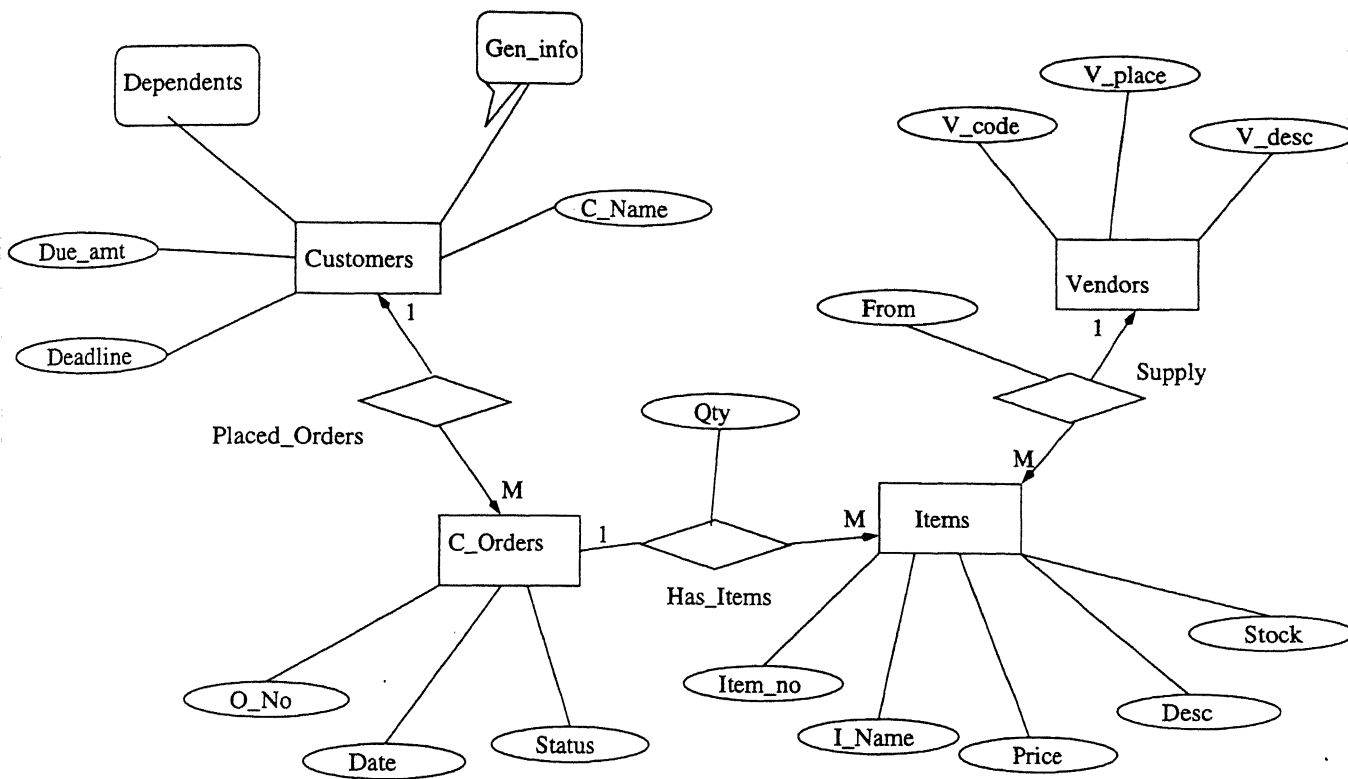 Gen_info
Dependents
V_place
V_code
V_desc
C_Name
Due_amt
Customers
Vendors
From
1
1
Deadline
Supply
Qty
Placed_Orders
M
M
M
Items
1
C_Orders
Has_Items
Stock
Item_no
O_No
Desc
I_Name
Status
Price
Date